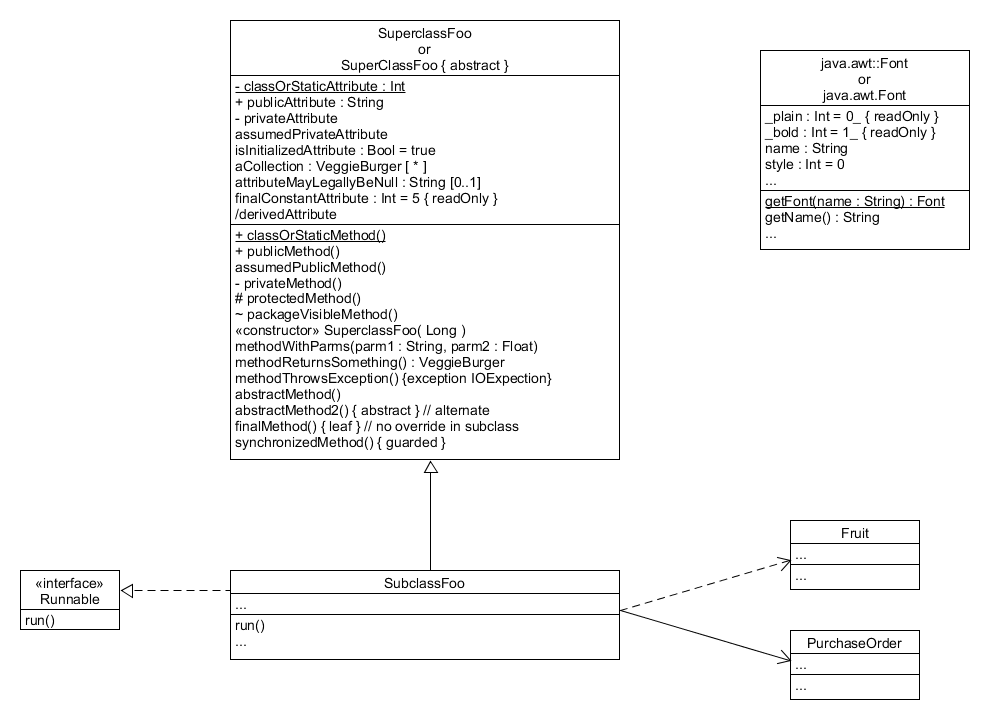 SuperclassFoo
or
SuperClassFoo { abstract }
- classOrStaticAttribute : Int
+ publicAttribute : String
- privateAttribute
assumedPrivateAttribute
isInitializedAttribute : Bool = true
aCollection : VeggieBurger [ * ]
attributeMayLegallyBeNull : String [0..1]
finalConstantAttribute : Int = 5 { readOnly }
/derivedAttribute
+ classOrStaticMethod()
+ publicMethod()
assumedPublicMethod()
- privateMethod()
# protectedMethod()
~ packageVisibleMethod()
«constructor» SuperclassFoo( Long )
methodWithParms(parm1 : String, parm2 : Float)
methodReturnsSomething() : VeggieBurger
methodThrowsException() {exception IOExpection}
abstractMethod()
abstractMethod2() { abstract } // alternate
finalMethod() { leaf } // no override in subclass
synchronizedMethod() { guarded }
java.awt::Font
or
java.awt.Font
_plain : Int = 0_ { readOnly }
_bold : Int = 1_ { readOnly }
name : String
style : Int = 0
...
getFont(name : String) : Font
getName() : String
...
«interface»
Runnable
run()
SubclassFoo
...
run()
...
Fruit
...
...
PurchaseOrder
...
...